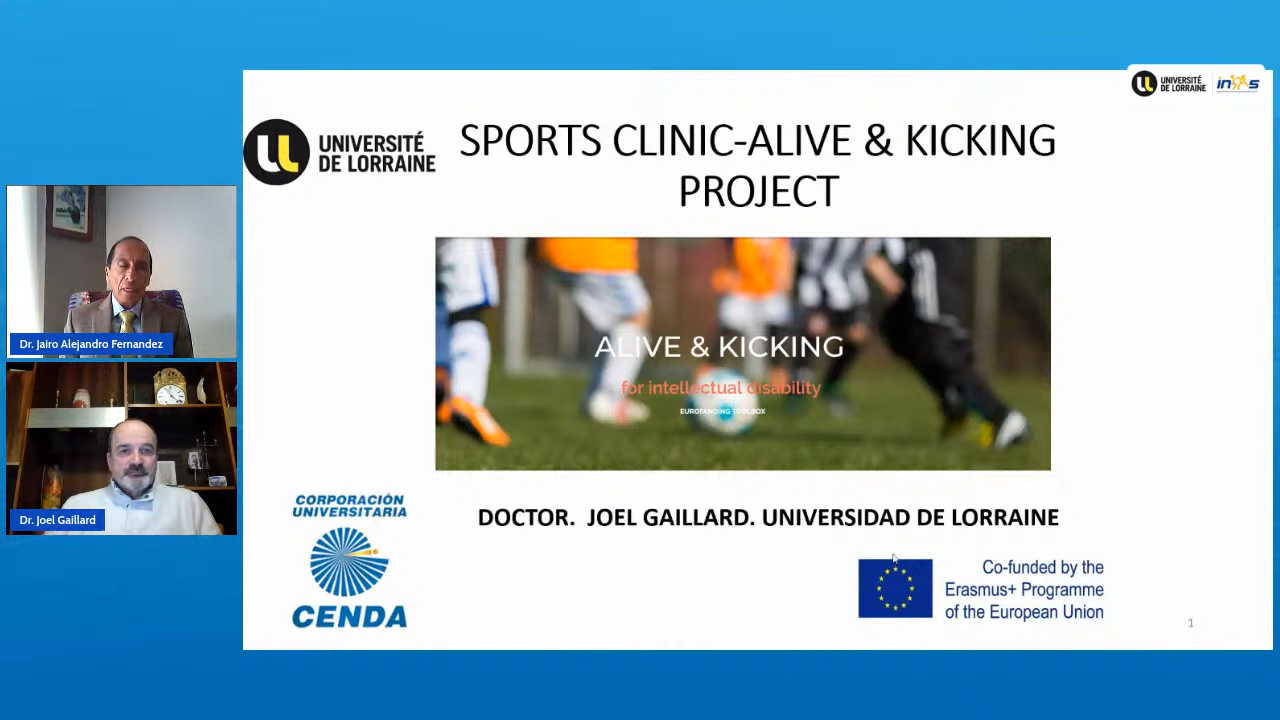 UNIVERSITÉ
DE LORRAINE
inas
UNIVERSITÉ
DE LORRAINE
SPORTS CLINIC-ALIVE & KICKING
PROJECT
ALIVE & KICKING
for intellectual disability
EUROFANDING TOOLBOX
Dr. Jairo Alejandro Fernandez
Dr. Joel Gaillard
CORPORACIÓN
UNIVERSITARIA
CENDA
DOCTOR. JOEL GAILLARD. UNIVERSIDAD DE LORRAINE
Co-funded by the
Erasmus+ Programme
of the European Union
1